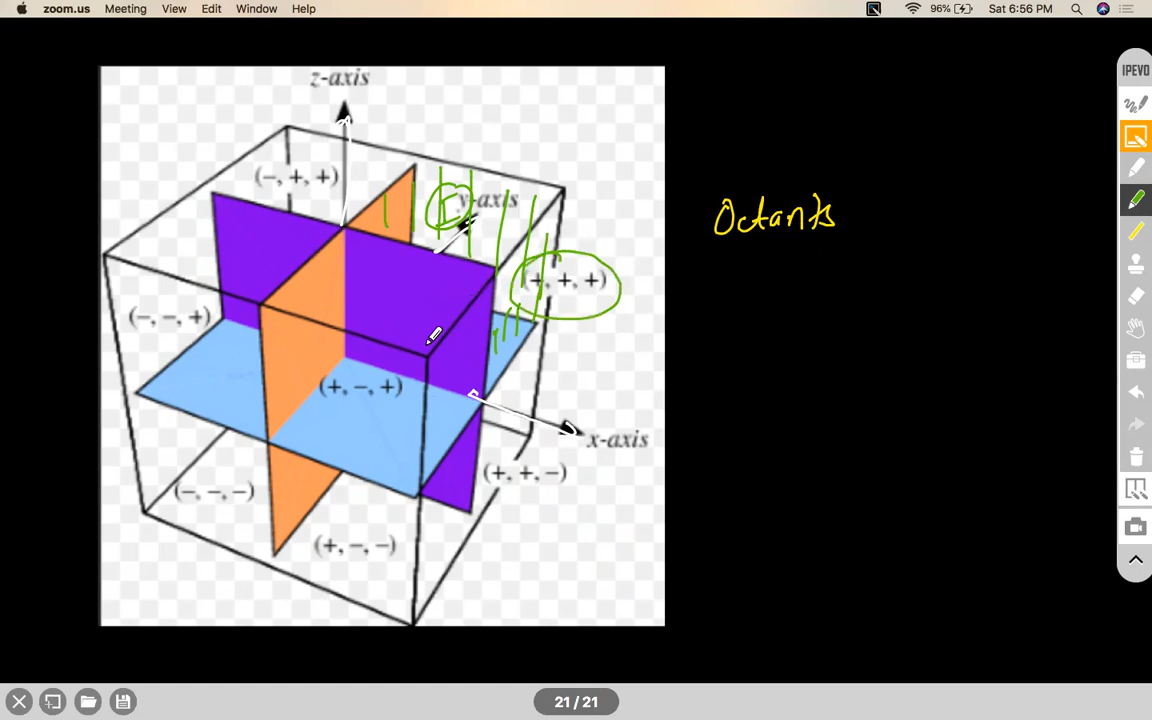 zoom.us Meeting View Edit Window Help 96% Sat 6:56 PM
IPEVO
z-axis
(−, +, +)
y-axis
I
Octants
(+, +, +)
(−, −, +)
(+, −, +)
x-axis
(+, +, −)
(−, −, −)
(+, −, −)
21 / 21